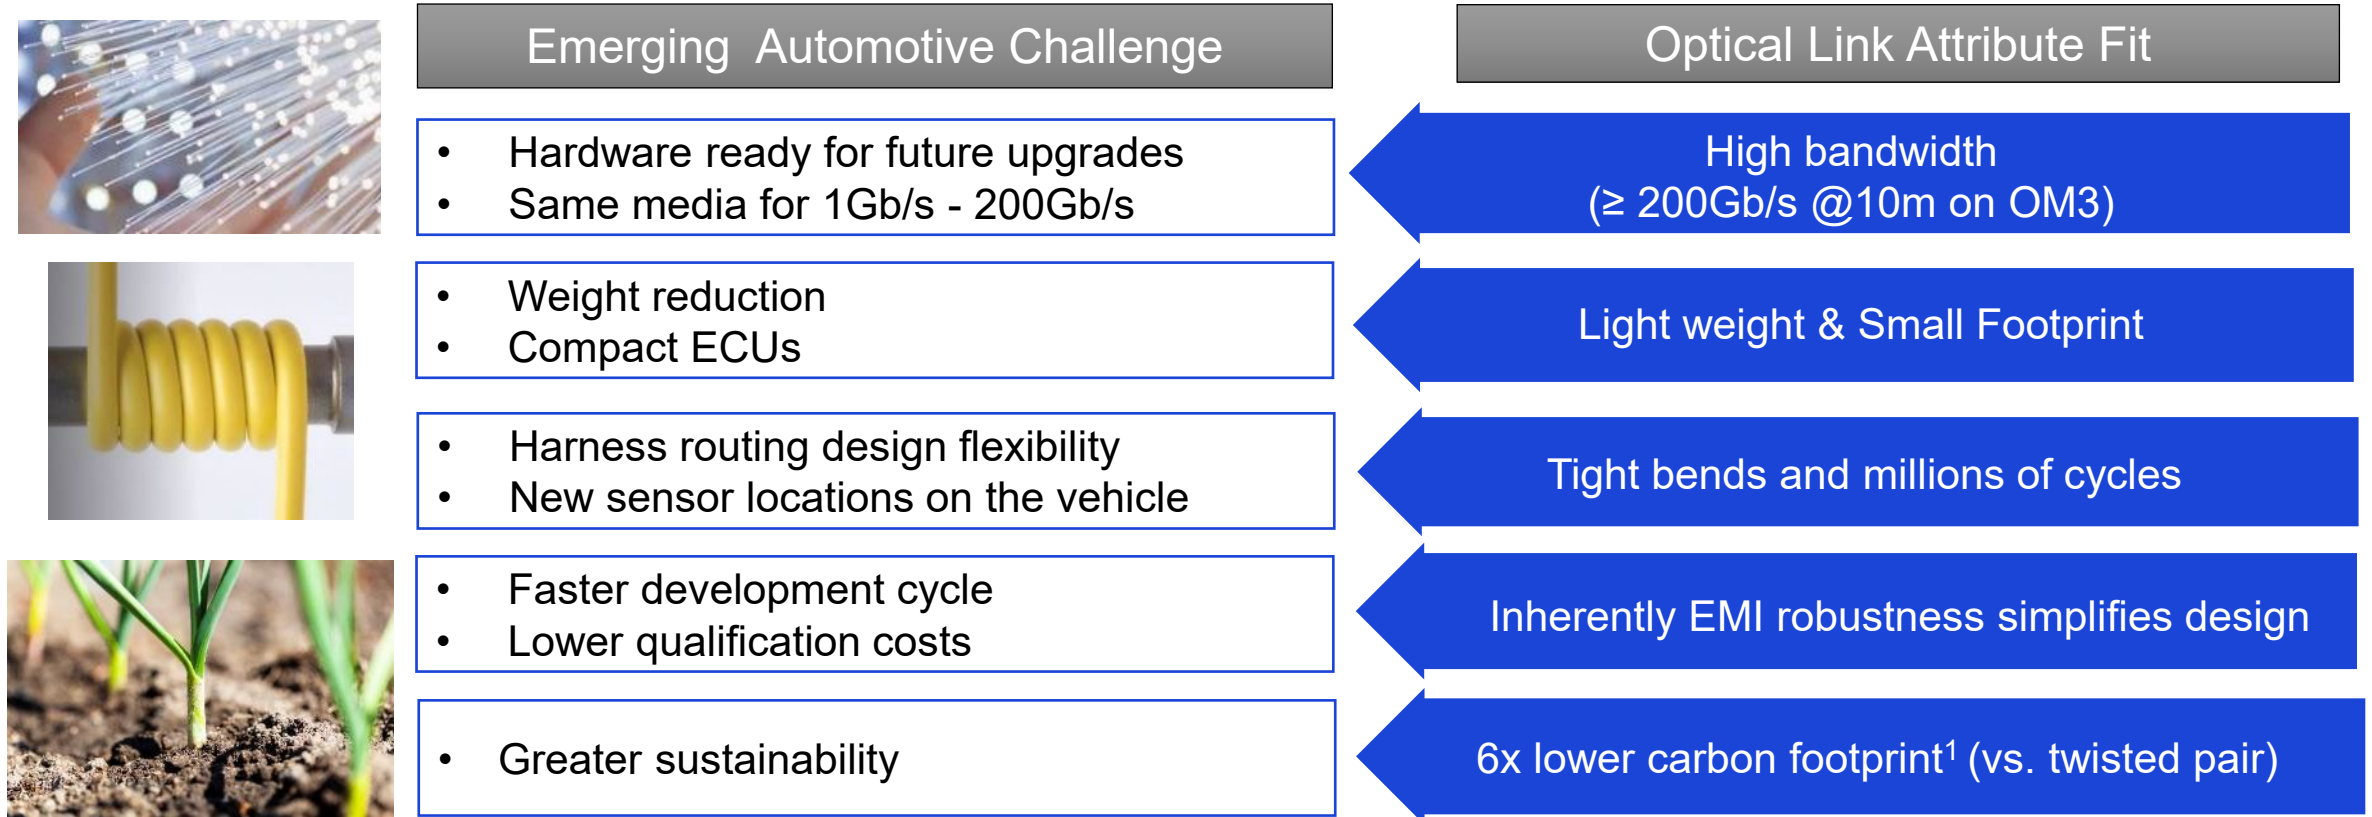 Emerging Automotive Challenge
Optical Link Attribute Fit
• Hardware ready for future upgrades
• Same media for 1Gb/s - 200Gb/s
High bandwidth
(≥ 200Gb/s @10m on OM3)
• Weight reduction
• Compact ECUs
Light weight & Small Footprint
• Harness routing design flexibility
• New sensor locations on the vehicle
Tight bends and millions of cycles
• Faster development cycle
• Lower qualification costs
Inherently EMI robustness simplifies design
• Greater sustainability
6x lower carbon footprint¹ (vs. twisted pair)